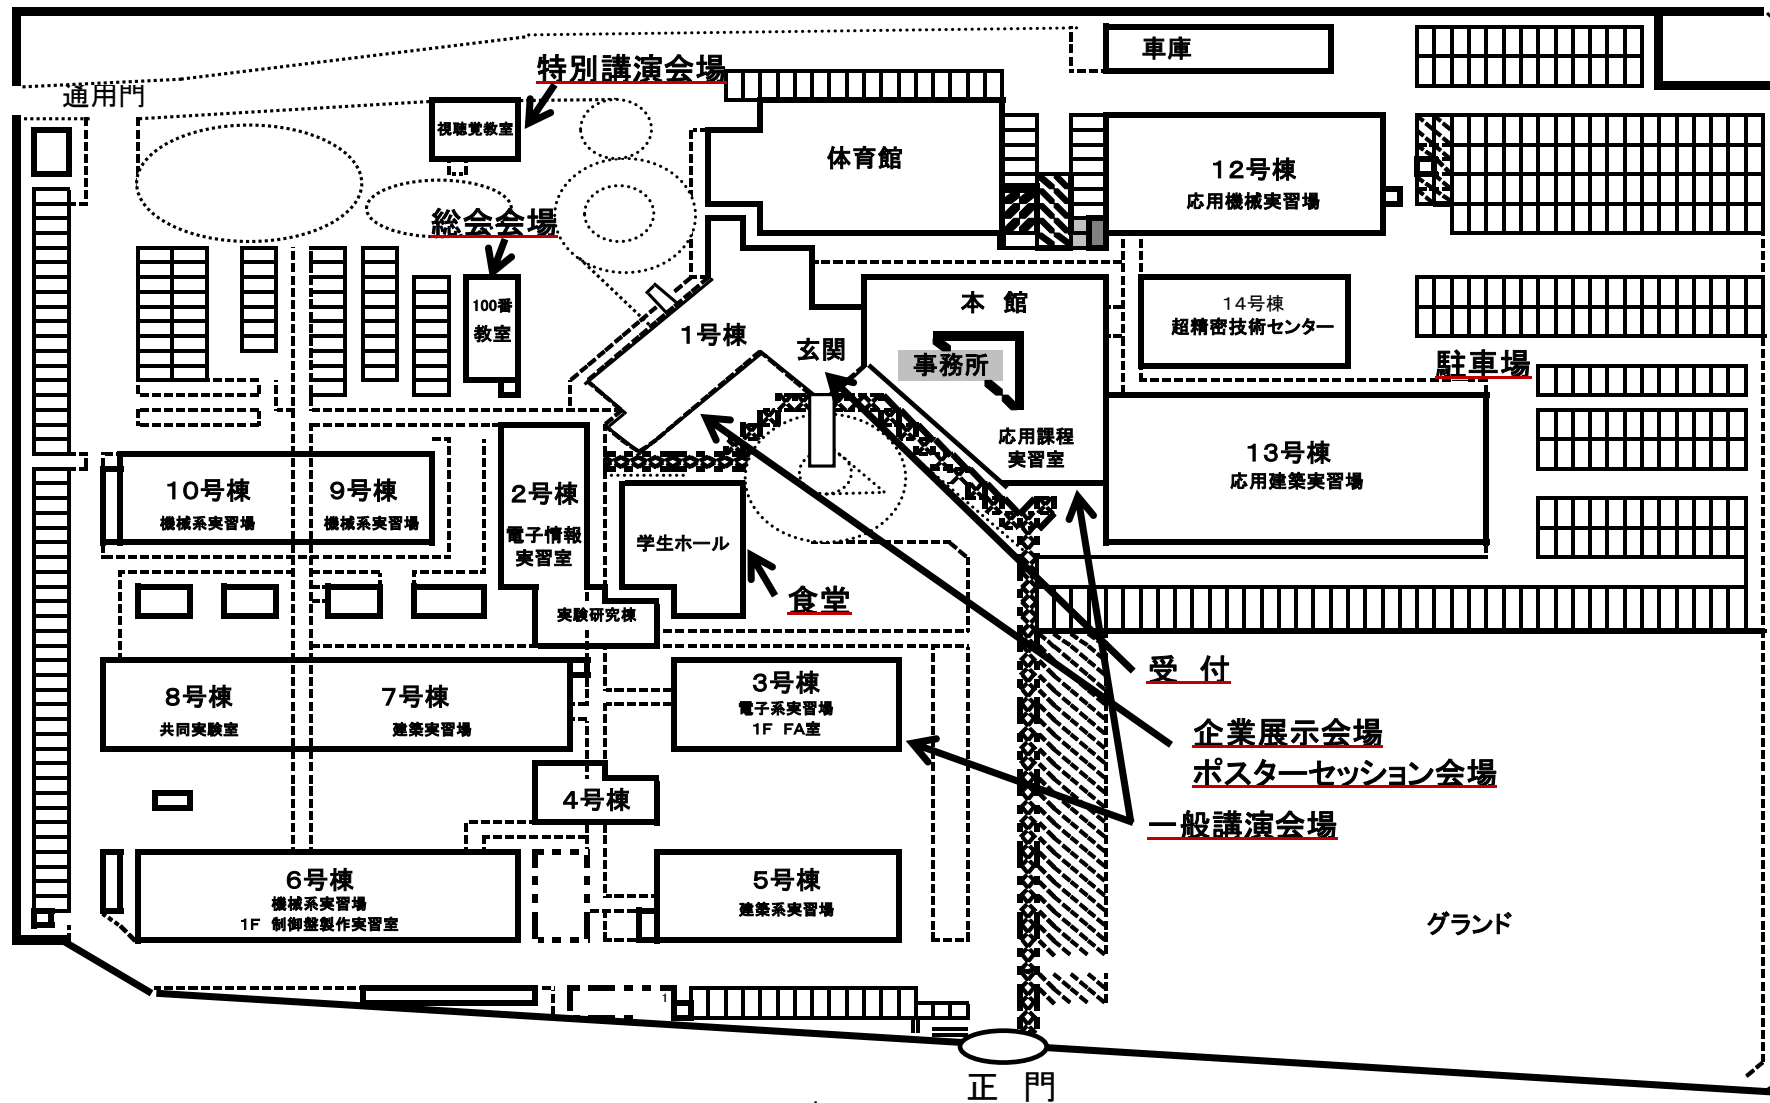 車庫
特別講演会場
通用門
視聴覚教室
体育館
12号棟
応用機械実習場
総会会場
100番
教室
本 館
14号棟
超精密技術センター
1号棟
玄関
事務所
駐車場
応用課程
実習室
13号棟
応用建築実習場
10号棟
機械系実習場
9号棟
機械系実習場
2号棟
電子情報
実習室
学生ホール
食堂
実験研究棟
受 付
8号棟
共同実験室
7号棟
建築実習場
3号棟
電子系実習場
1F FA室
企業展示会場
ポスターセッション会場
4号棟
一般講演会場
6号棟
機械系実習場
1F 制御盤製作実習室
5号棟
建築系実習場
グランド
1
正 門